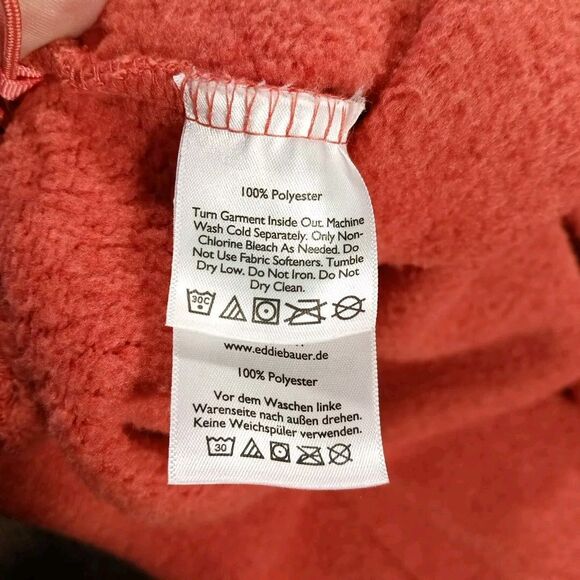 100% Polyester
Turn Garment Inside Out. Machine
Wash Cold Separately. Only Non-
Chlorine Bleach As Needed. Do
Not Use Fabric Softeners. Tumble
Dry Low. Do Not Iron. Do Not
Dry Clean.
30C
www.eddiebauer.de
100% Polyester
Vor dem Waschen linke
Warenseite nach außen drehen.
Keine Weichspüler verwenden.
30